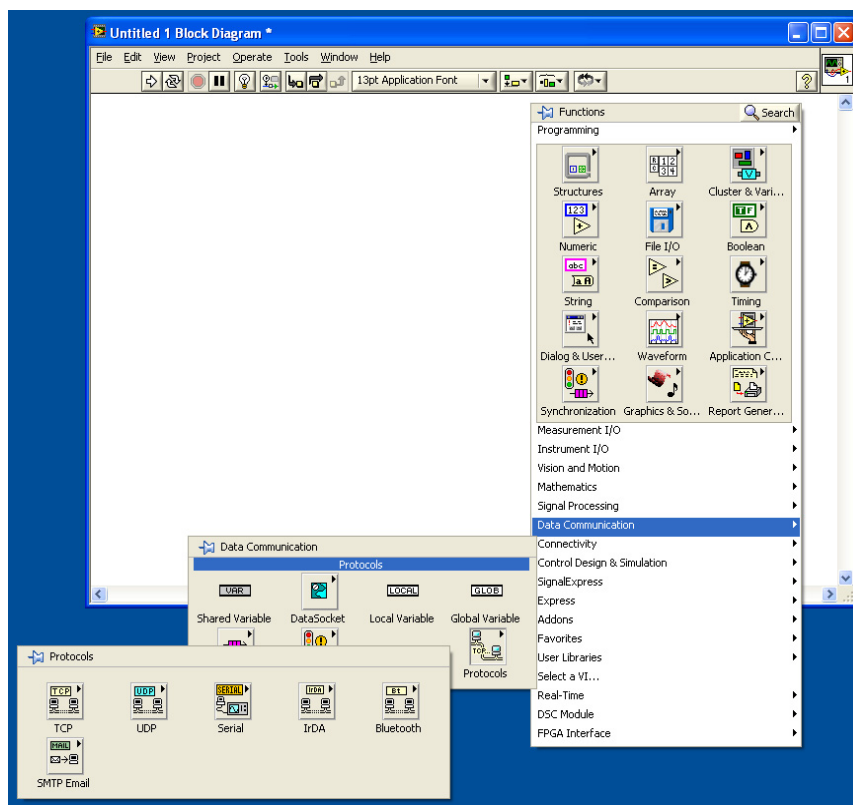 Untitled 1 Block Diagram *
File Edit View Project Operate Tools Window Help
13pt Application Font
1
Functions Search
Programming
Structures Array Cluster & Vari...
Numeric File I/O Boolean
String Comparison Timing
Dialog & User... Waveform Application C...
Synchronization Graphics & So... Report Gener...
Measurement I/O
Instrument I/O
Vision and Motion
Mathematics
Signal Processing
Data Communication
Connectivity
Control Design & Simulation
SignalExpress
Express
Addons
Favorites
User Libraries
Select a VI...
Real-Time
DSC Module
FPGA Interface
Data Communication
Protocols
VAR LOCAL GLOB
Shared Variable DataSocket Local Variable Global Variable
TCP
Protocols
Protocols
TCP UDP SERIAL IrDA Bt
TCP UDP Serial IrDA Bluetooth
MAIL
SMTP Email